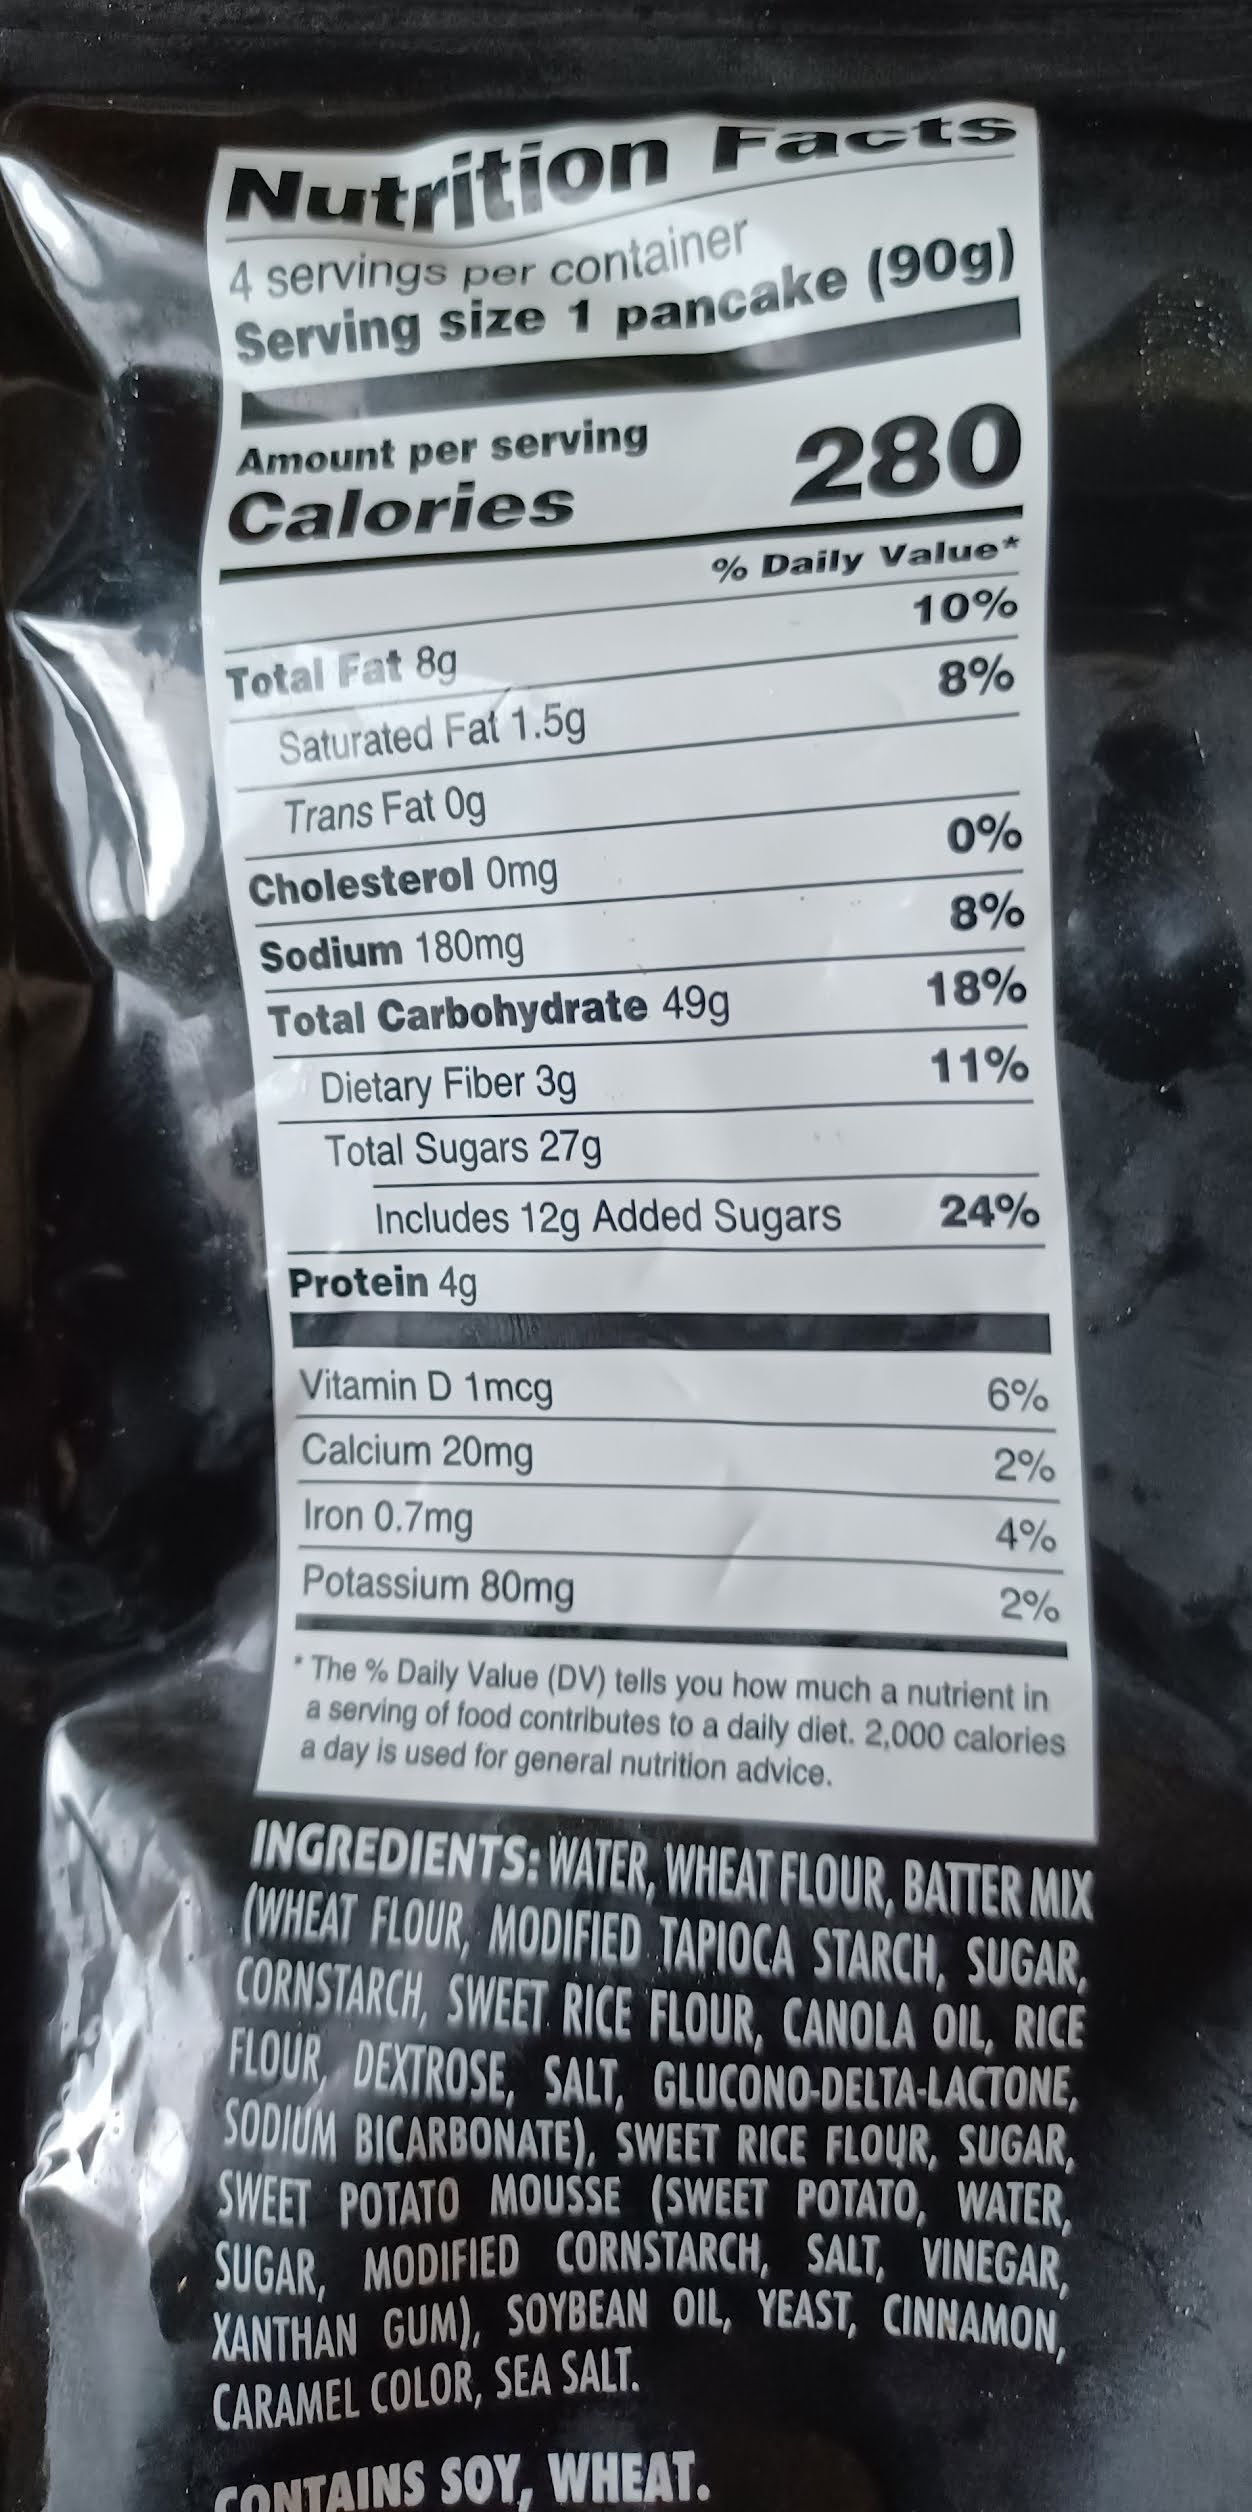 Nutrition Facts
4 servings per container
Serving size 1 pancake (90g)
Amount per serving
Calories 280
% Daily Value*
Total Fat 8g 10%
Saturated Fat 1.5g 8%
Trans Fat 0g
Cholesterol 0mg 0%
Sodium 180mg 8%
Total Carbohydrate 49g 18%
Dietary Fiber 3g 11%
Total Sugars 27g
Includes 12g Added Sugars 24%
Protein 4g
Vitamin D 1mcg 6%
Calcium 20mg 2%
Iron 0.7mg 4%
Potassium 80mg 2%
* The % Daily Value (DV) tells you how much a nutrient in
a serving of food contributes to a daily diet. 2,000 calories
a day is used for general nutrition advice.
INGREDIENTS: WATER, WHEAT FLOUR, BATTER MIX
(WHEAT FLOUR, MODIFIED TAPIOCA STARCH, SUGAR,
CORNSTARCH, SWEET RICE FLOUR, CANOLA OIL, RICE
FLOUR, DEXTROSE, SALT, GLUCONO-DELTA-LACTONE,
SODIUM BICARBONATE), SWEET RICE FLOUR, SUGAR,
SWEET POTATO MOUSSE (SWEET POTATO, WATER,
SUGAR, MODIFIED CORNSTARCH, SALT, VINEGAR,
XANTHAN GUM), SOYBEAN OIL, YEAST, CINNAMON,
CARAMEL COLOR, SEA SALT.
CONTAINS SOY, WHEAT.